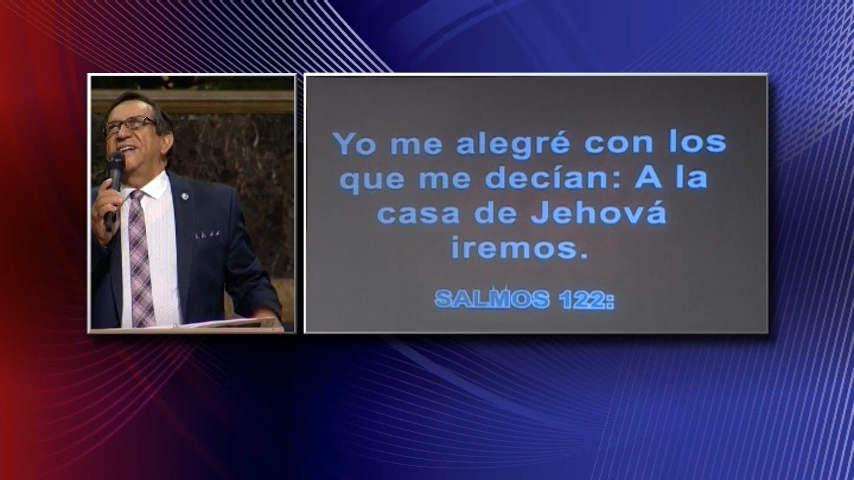 Yo me alegré con los
que me decían: A la
casa de Jehová
iremos.
SALMOS 122: